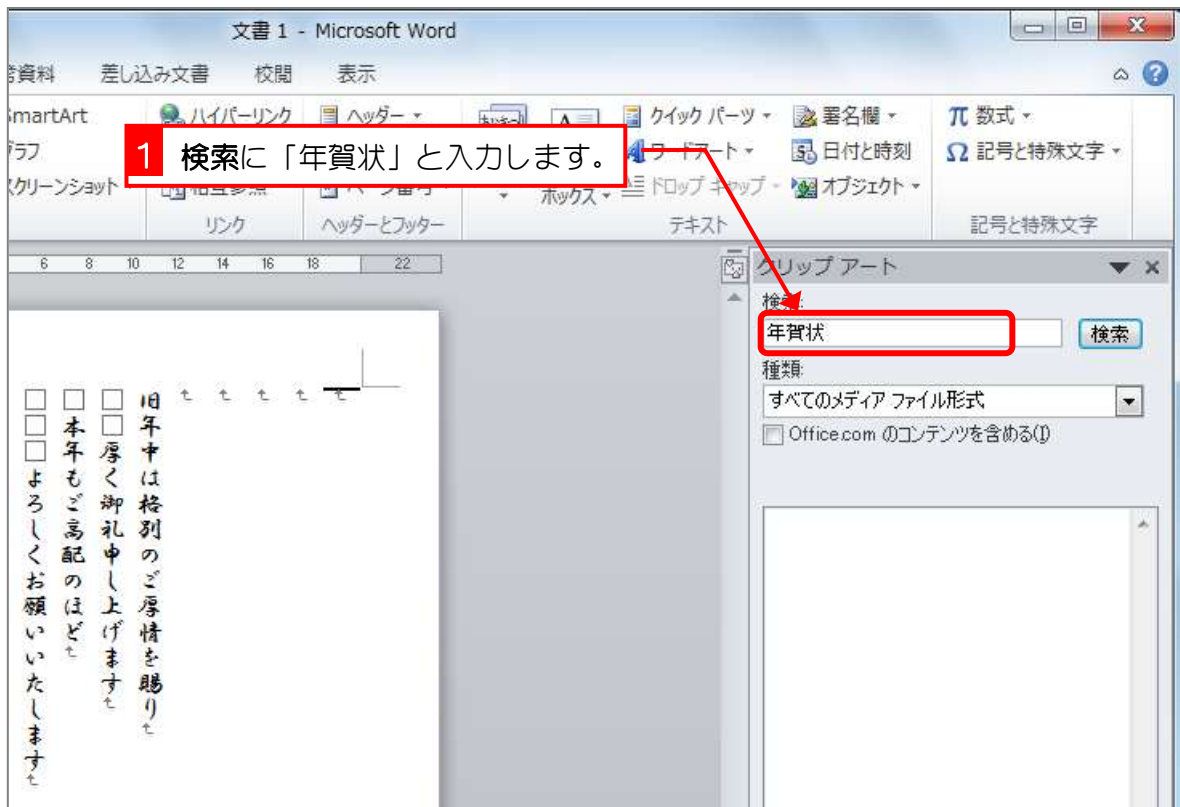 文書 1 - Microsoft Word
資料 差し込み文書 校閲 表示
SmartArt ハイパーリンク ヘッダー クイック パーツ 署名欄 数式
ワードアート 日付と時刻 記号と特殊文字
1 検索に「年賀状」と入力します。
ボックス ドロップ キャップ オブジェクト
リンク ヘッダーとフッター テキスト 記号と特殊文字
6 8 10 12 14 16 18 22
クリップ アート
検索:
年賀状 検索
種類:
すべてのメディア ファイル形式
Office.com のコンテンツを含める(I)
旧年中は格別のご厚情を賜り
□□厚く御礼申し上げます
□本年もご高配のほど
□□□よろしくお願いいたします